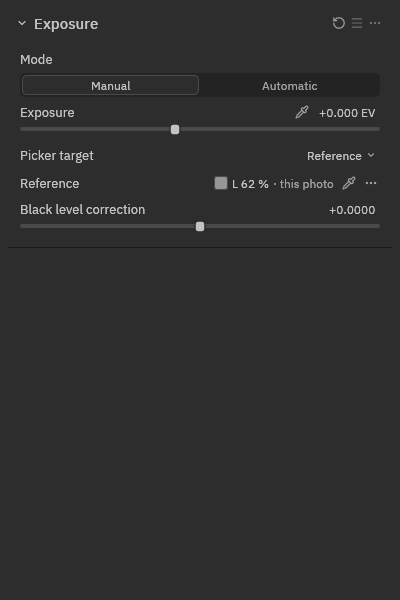 Exposure
Mode
Manual Automatic
Exposure +0.000 EV
Picker target Reference
Reference L 62 % · this photo
Black level correction +0.0000